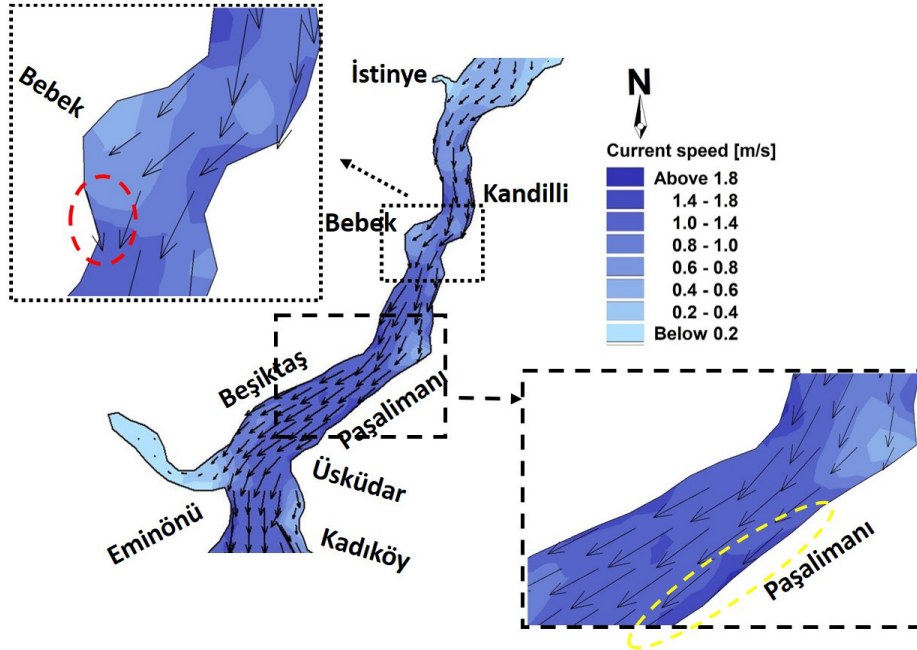 Bebek
İstinye
N
Current speed [m/s]
Above 1.8
1.4 - 1.8
1.0 - 1.4
0.8 - 1.0
0.6 - 0.8
0.4 - 0.6
0.2 - 0.4
Below 0.2
Kandilli
Bebek
Beşiktaş
Paşalimanı
Üsküdar
Eminönü
Kadıköy
Paşalimanı